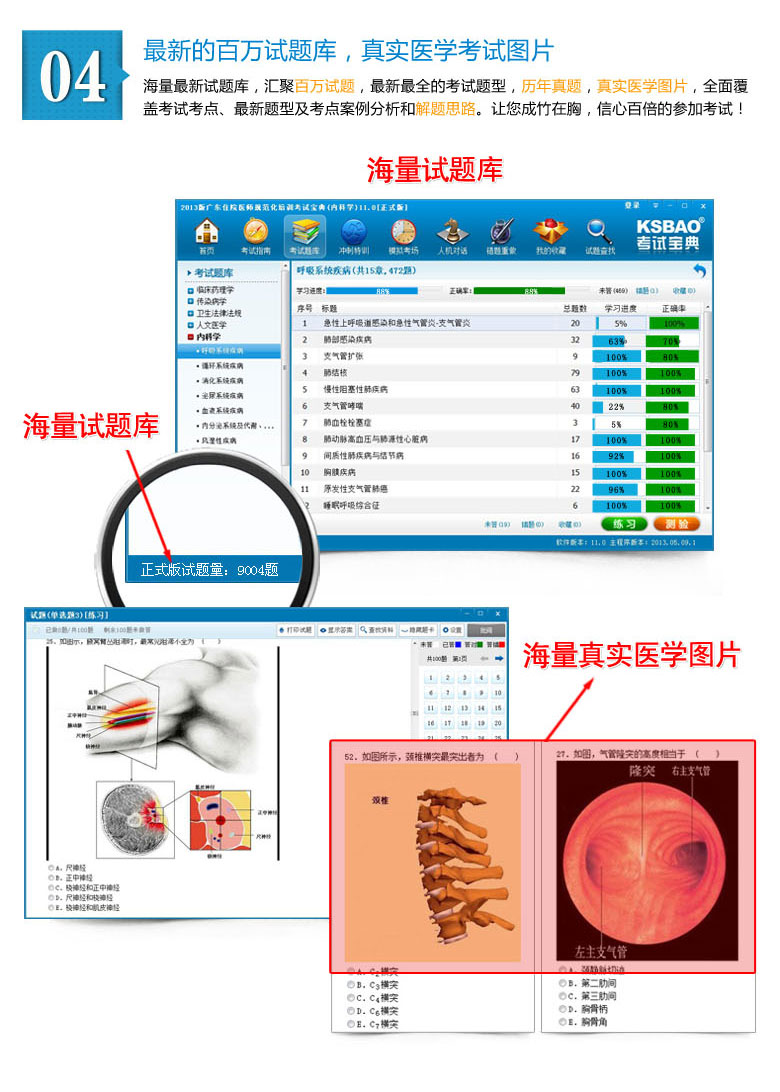 04
最新的百万试题库，真实医学考试图片
海量最新试题库，汇聚百万试题，最新最全的考试题型，历年真题，真实医学图片，全面覆
盖考试考点、最新题型及考点案例分析和解题思路。让您成竹在胸，信心百倍的参加考试！
海量试题库
2013版广东住院医师规范化培训考试宝典(内科学)11.0[正式版]
登录
首页 考试指南 考试题库 冲刺特训 模拟考场 人机对话 错题重做 我的收藏 试题查找
KSBAO®
考试宝典
考试题库
临床药理学
传染病学
卫生法律法规
人文医学
内科学
呼吸系统疾病
循环系统疾病
消化系统疾病
泌尿系统疾病
血液系统疾病
内分泌系统及代谢、...
风湿性疾病
呼吸系统疾病(共15章,472题)
学习进度: 88% 正确率: 88% 未答(469) 错题(0) 收藏(0)
序号 标题 总题数 学习进度 正确率
1 急性上呼吸道感染和急性气管炎-支气管炎 20 5% 100%
2 肺部感染疾病 32 63% 70%
3 支气管扩张 9 100% 80%
4 肺结核 79 100% 100%
5 慢性阻塞性肺疾病 63 100% 100%
6 支气管哮喘 40 22% 80%
7 肺血栓栓塞症 3 5% 80%
8 肺动脉高血压与肺源性心脏病 17 100% 100%
9 间质性肺疾病与结节病 16 92% 100%
10 胸膜疾病 15 100% 100%
11 原发性支气管肺癌 22 96% 100%
睡眠呼吸综合征 6 100% 100%
未答(19) 错题(0) 收藏(0) 练习 测验
软件版本：11.0 主程序版本：2013.05.09.1
海量试题库
正式版试题量：9004题
试题(单选题3)[练习]
已做0题/共100题 剩余100题未做答
打印试题 显示答案 查找资料 隐藏题卡 设置
未答 已答 答对 答错
共100题 第1页
1 2 3 4 5
6 7 8 9 10
11 12 13 14 15
16 17 18 19 20
21 22 23 24 25
肌皮神经
正中神经
尺神经
桡神经
肌皮神经
正中神经
尺神经
桡神经
A. 尺神经
B. 正中神经
C. 桡神经和正中神经
D. 尺神经和桡神经
E. 桡神经和肌皮神经
海量真实医学图片
52. 如图所示，颈椎横突最突出者为 （ ）
颈椎
A. C2横突
B. C3横突
C. C4横突
D. C6横突
E. C7横突
27. 如图，气管隆突的高度相当于 （ ）
隆突 右主支气管
左主支气管
A. 颈静脉切迹
B. 第二肋间
C. 第三肋间
D. 胸骨柄
E. 胸骨角